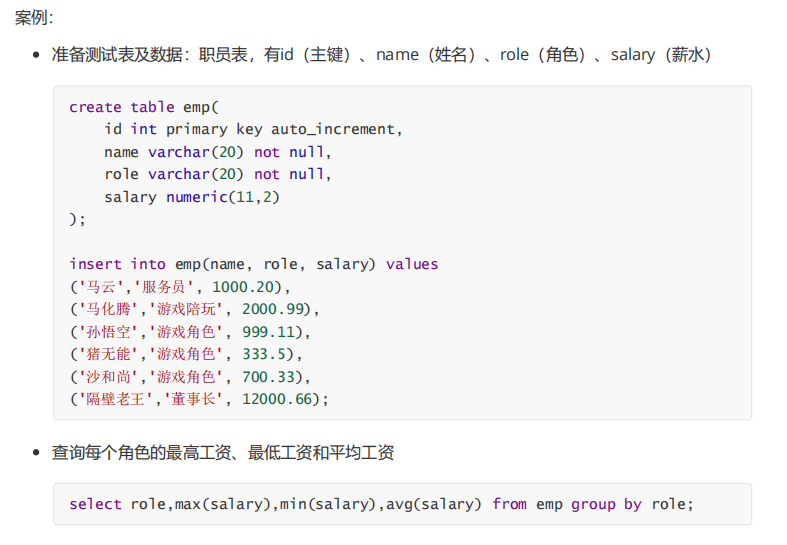 案例：
准备测试表及数据：职员表，有id（主键）、name（姓名）、role（角色）、salary（薪水）
create table emp(
    id int primary key auto_increment,
    name varchar(20) not null,
    role varchar(20) not null,
    salary numeric(11,2)
);
insert into emp(name, role, salary) values
('马云','服务员', 1000.20),
('马化腾','游戏陪玩', 2000.99),
('孙悟空','游戏角色', 999.11),
('猪无能','游戏角色', 333.5),
('沙和尚','游戏角色', 700.33),
('隔壁老王','董事长', 12000.66);
查询每个角色的最高工资、最低工资和平均工资
select role,max(salary),min(salary),avg(salary) from emp group by role;